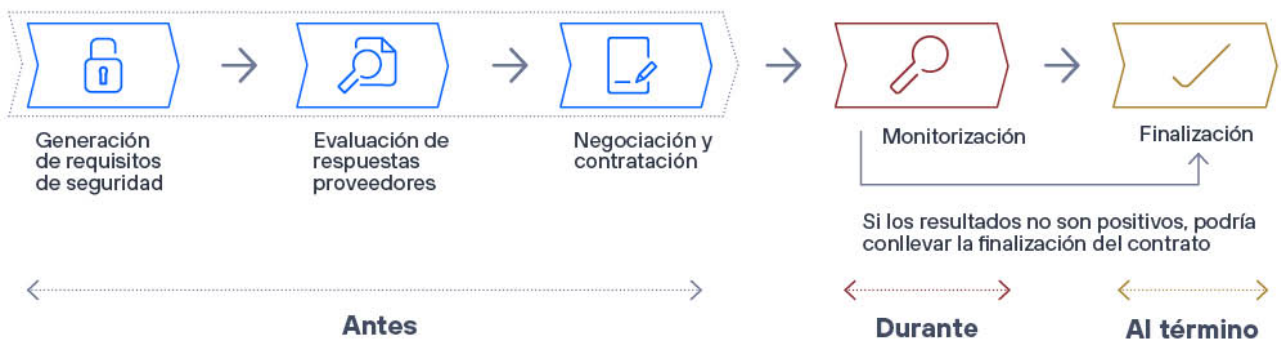 Generación
de requisitos
de seguridad
Evaluación de
respuestas
proveedores
Negociación y
contratación
Monitorización
Finalización
Si los resultados no son positivos, podría
conllevar la finalización del contrato
Antes
Durante
Al término